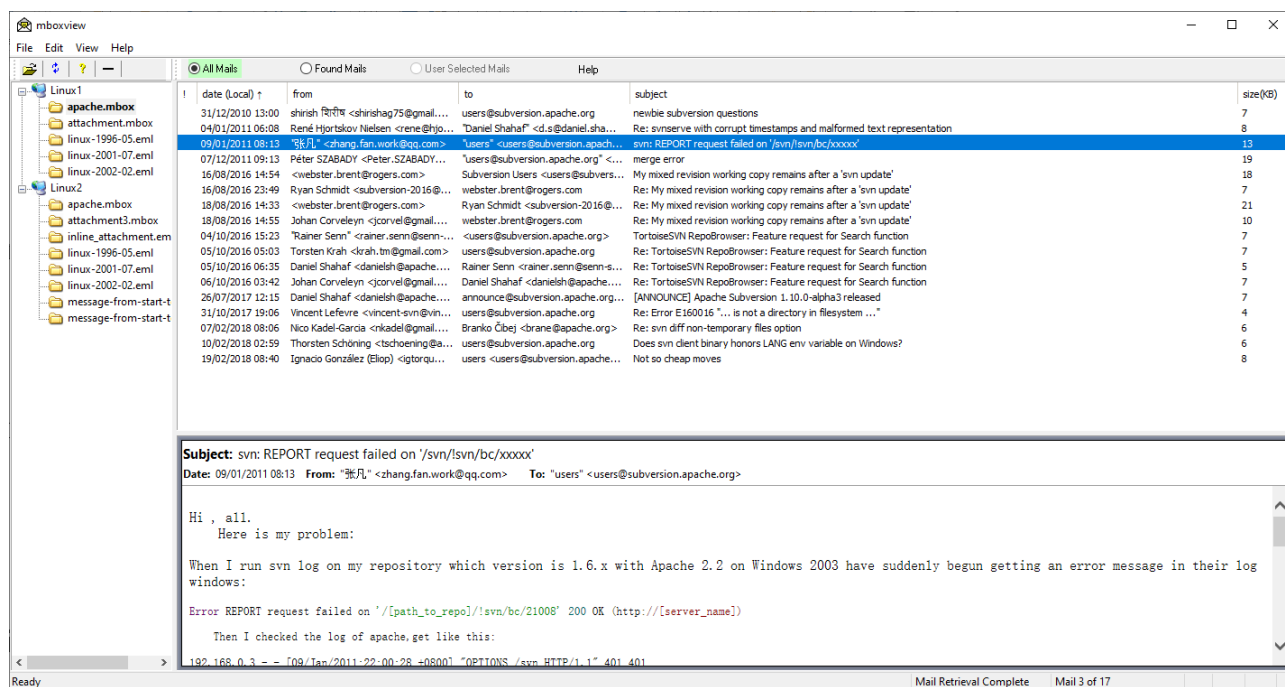 mboxview
File Edit View Help
All Mails Found Mails User Selected Mails Help
Linux1
apache.mbox
attachment.mbox
linux-1996-05.eml
linux-2001-07.eml
linux-2002-02.eml
Linux2
apache.mbox
attachment3.mbox
inline_attachment.em
linux-1996-05.eml
linux-2001-07.eml
linux-2002-02.eml
message-from-start-t
message-from-start-t
! date (Local) ↑ from to subject size(KB)
31/12/2010 13:00 shirish शिरीष <shirishag75@gmail.... users@subversion.apache.org newbie subversion questions 7
04/01/2011 06:08 René Hjortskov Nielsen <rene@hjo... "Daniel Shahaf" <d.s@daniel.sha... Re: svnserve with corrupt timestamps and malformed text representation 8
09/01/2011 08:13 "张凡" <zhang.fan.work@qq.com> "users" <users@subversion.apach... svn: REPORT request failed on '/svn/!svn/bc/xxxxx' 13
07/12/2011 09:13 Péter SZABADY <Peter.SZABADY... "users@subversion.apache.org" <... merge error 19
16/08/2016 14:54 <webster.brent@rogers.com> Subversion Users <users@subvers... My mixed revision working copy remains after a 'svn update' 18
16/08/2016 23:49 Ryan Schmidt <subversion-2016@... webster.brent@rogers.com Re: My mixed revision working copy remains after a 'svn update' 7
18/08/2016 14:33 <webster.brent@rogers.com> Ryan Schmidt <subversion-2016@... Re: My mixed revision working copy remains after a 'svn update' 21
18/08/2016 14:55 Johan Corveleyn <jcorvel@gmail.... webster.brent@rogers.com Re: My mixed revision working copy remains after a 'svn update' 10
04/10/2016 15:23 "Rainer Senn" <rainer.senn@senn-... <users@subversion.apache.org> TortoiseSVN RepoBrowser: Feature request for Search function 7
05/10/2016 05:03 Torsten Krah <krah.tm@gmail.com> users@subversion.apache.org Re: TortoiseSVN RepoBrowser: Feature request for Search function 7
05/10/2016 06:35 Daniel Shahaf <danielsh@apache.... Rainer Senn <rainer.senn@senn-s... Re: TortoiseSVN RepoBrowser: Feature request for Search function 5
06/10/2016 03:42 Johan Corveleyn <jcorvel@gmail.... Daniel Shahaf <danielsh@apache.... Re: TortoiseSVN RepoBrowser: Feature request for Search function 7
26/07/2017 12:15 Daniel Shahaf <danielsh@apache.... announce@subversion.apache.org... [ANNOUNCE] Apache Subversion 1.10.0-alpha3 released 7
31/10/2017 19:06 Vincent Lefevre <vincent-svn@vin... users@subversion.apache.org Re: Error E160016 "... is not a directory in filesystem ..." 4
07/02/2018 08:06 Nico Kadel-Garcia <nkadel@gmail.... Branko Čibej <brane@apache.org> Re: svn diff non-temporary files option 6
10/02/2018 02:59 Thorsten Schöning <tschoening@a... users@subversion.apache.org Does svn client binary honors LANG env variable on Windows? 6
19/02/2018 08:40 Ignacio González (Eliop) <igtorqu... users <users@subversion.apache... Not so cheap moves 8
Subject: svn: REPORT request failed on '/svn/!svn/bc/xxxxx'
Date: 09/01/2011 08:13 From: "张凡" <zhang.fan.work@qq.com> To: "users" <users@subversion.apache.org>
Hi , all.
Here is my problem:
When I run svn log on my repository which version is 1.6.x with Apache 2.2 on Windows 2003 have suddenly begun getting an error message in their log
windows:
Error REPORT request failed on '/[path_to_repo]/!svn/bc/21008' 200 OK (http://[server_name])
Then I checked the log of apache,get like this:
192.168.0.3 - - [09/Jan/2011:22:00:28 +0800] "OPTIONS /svn HTTP/1.1" 401 401
Ready Mail Retrieval Complete Mail 3 of 17